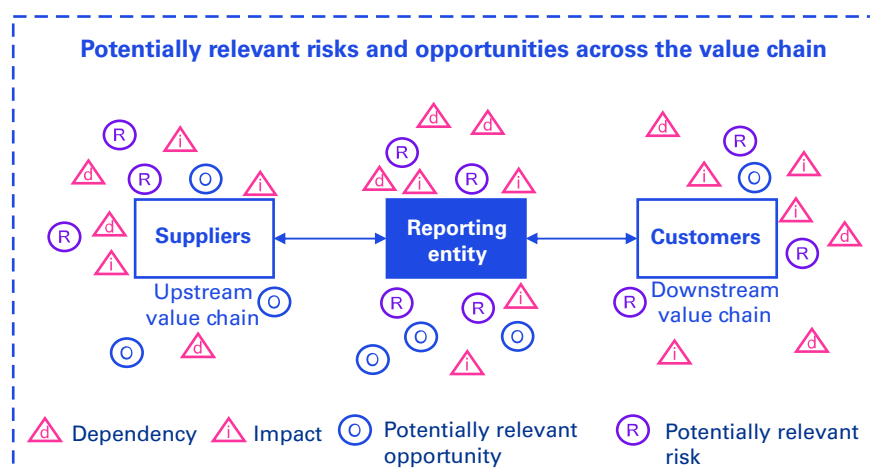 Potentially relevant risks and opportunities across the value chain
d
d
d
R
i
R
R
i
d
R
O
i
d
i
R
i
i
O
i
R
d
i
i
d
R
Suppliers
Reporting
entity
Customers
R
i
Upstream
value chain
O
R
R
i
R
Downstream
value chain
O
d
O
O
O
i
i
d
d Dependency
i Impact
O Potentially relevant
opportunity
R Potentially relevant
risk